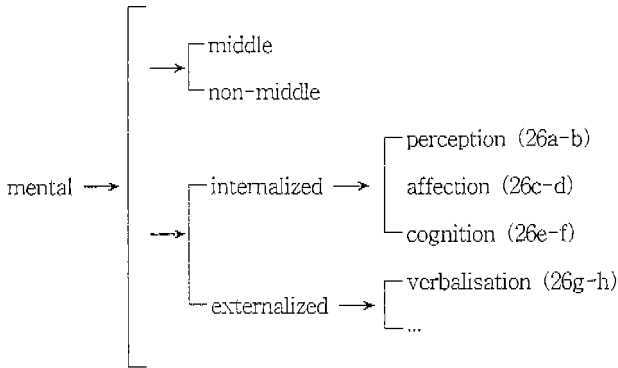 middle
non-middle
perception (26a-b)
mental internalized affection (26c-d)
cognition (26e-f)
verbalisation (26g-h)
externalized
...